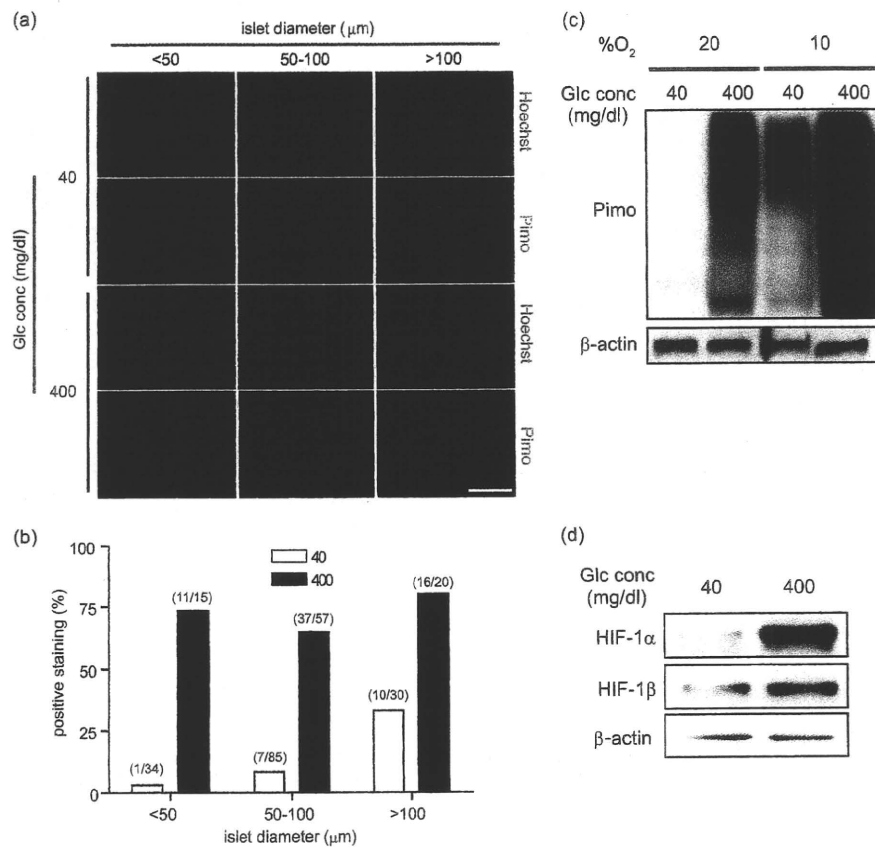 (a)
islet diameter (μm)
<50 50-100 >100
Glc conc (mg/dl)
40
400
Hoechst
Pimo
Hoechst
Pimo
(b)
positive staining (%)
100
75
50
25
0
40
400
(1/34)
(11/15)
(7/85)
(37/57)
(10/30)
(16/20)
<50 50-100 >100
islet diameter (μm)
(c)
%O₂ 20 10
Glc conc 40 400 40 400
(mg/dl)
Pimo
β-actin
(d)
Glc conc 40 400
(mg/dl)
HIF-1α
HIF-1β
β-actin